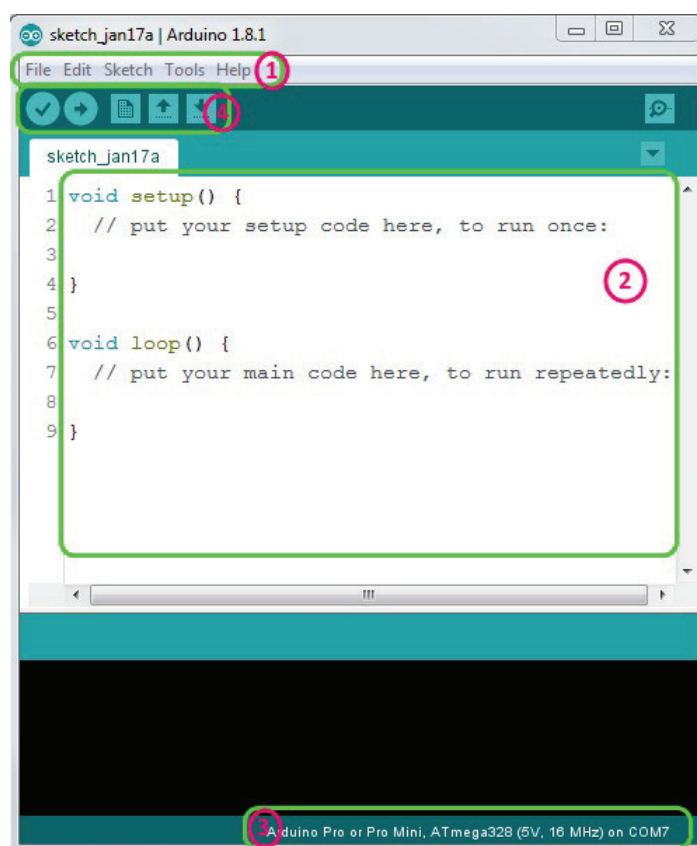 sketch_jan17a | Arduino 1.8.1
File Edit Sketch Tools Help 1
4
sketch_jan17a
1 void setup() {
2 // put your setup code here, to run once:
3
2
4 }
5
6 void loop() {
7 // put your main code here, to run repeatedly:
8
9 }
3 Arduino Pro or Pro Mini, ATmega328 (5V, 16 MHz) on COM7